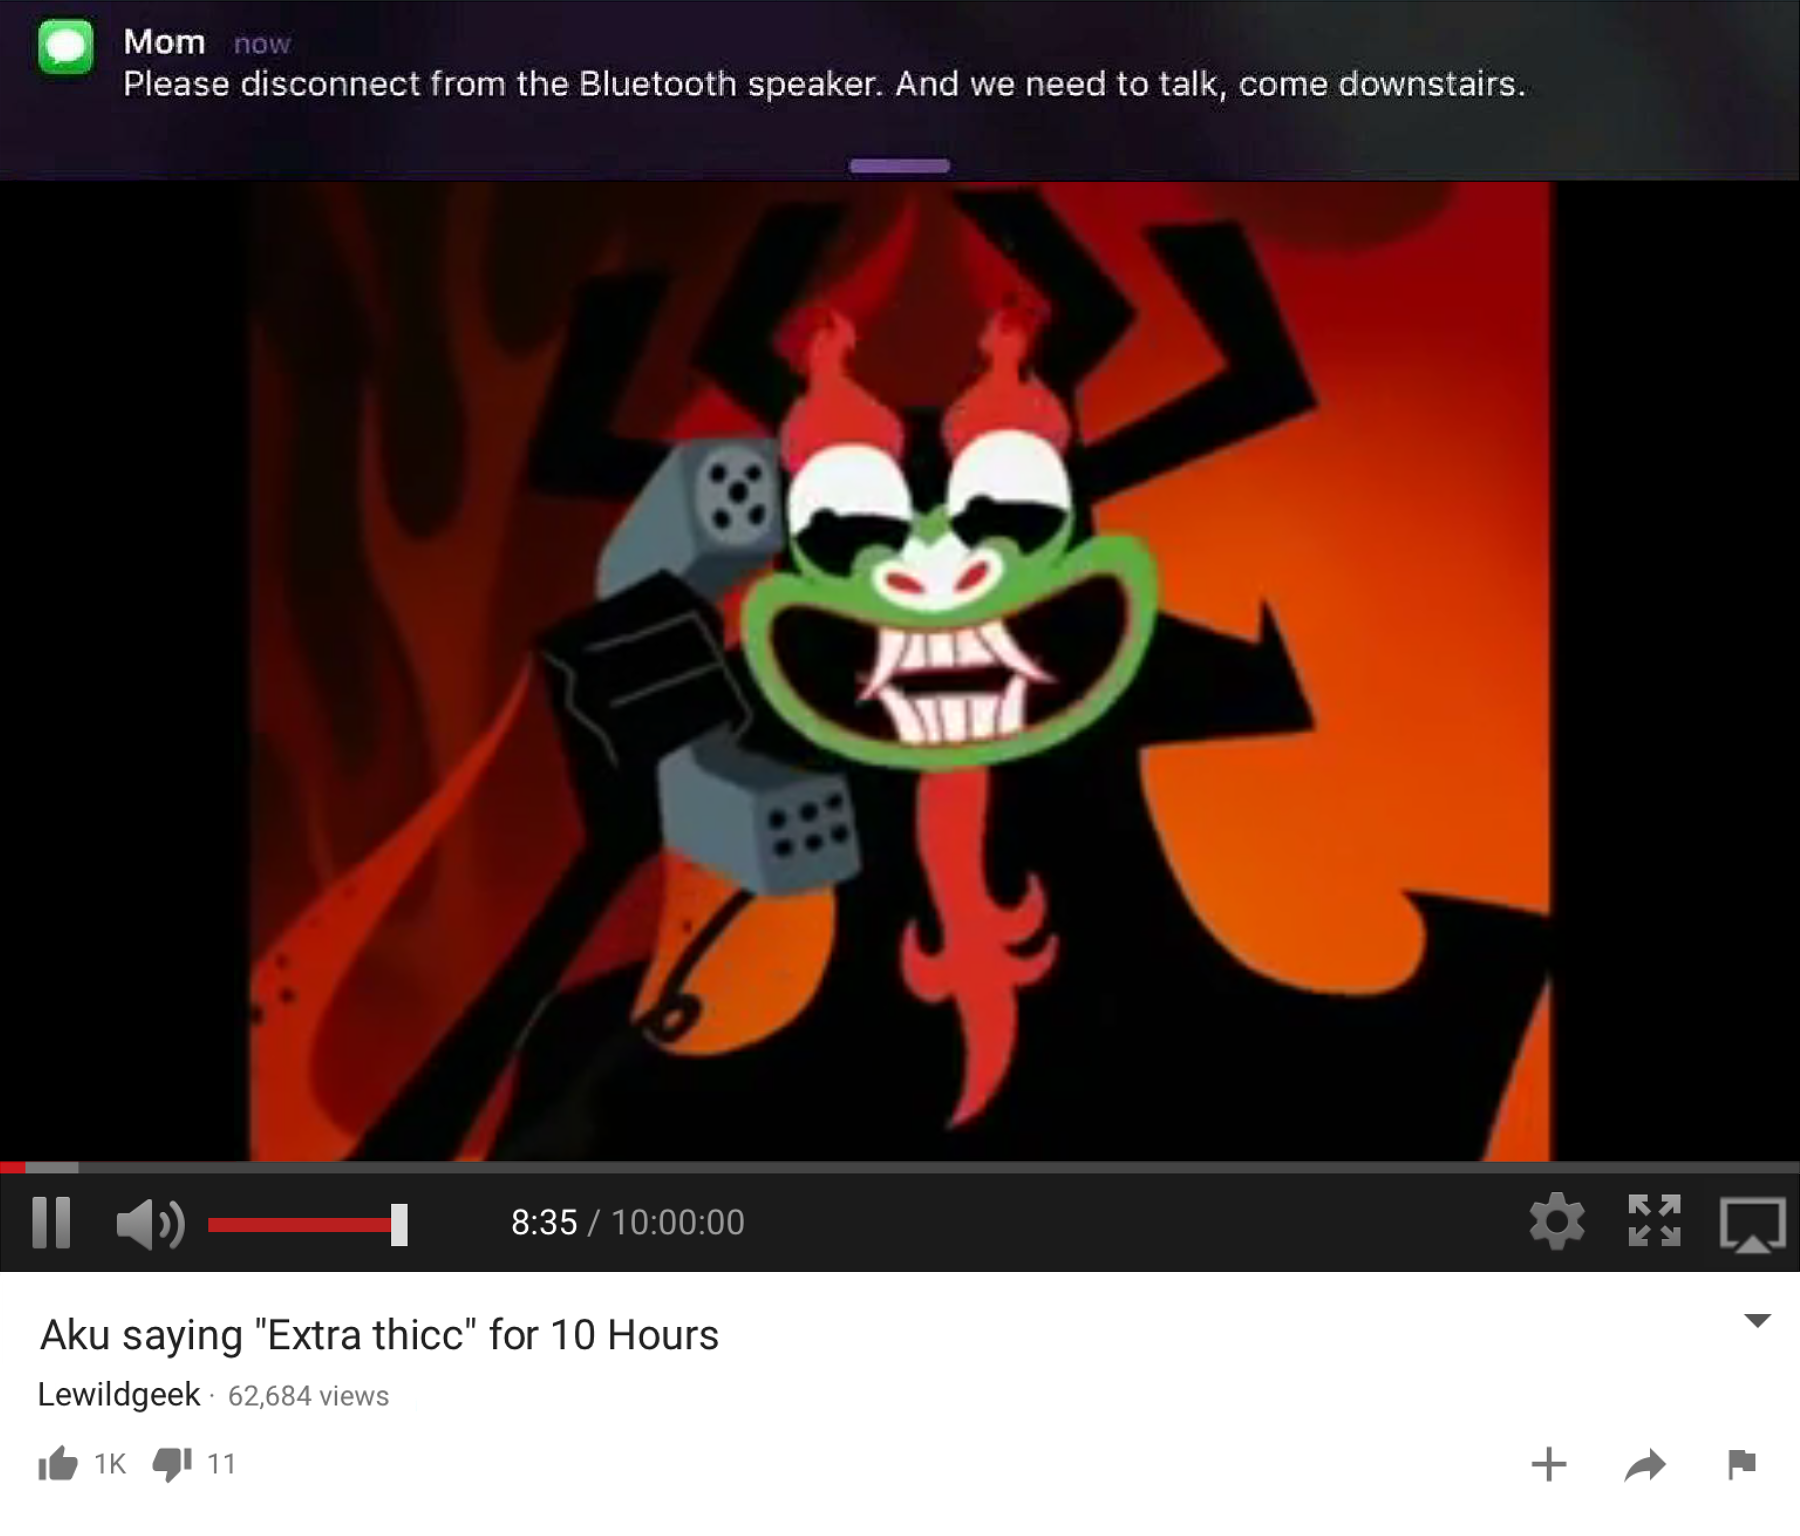 Mom now
Please disconnect from the Bluetooth speaker. And we need to talk, come downstairs.
8:35 / 10:00:00
Aku saying "Extra thicc" for 10 Hours
Lewildgeek · 62,684 views
1K 11